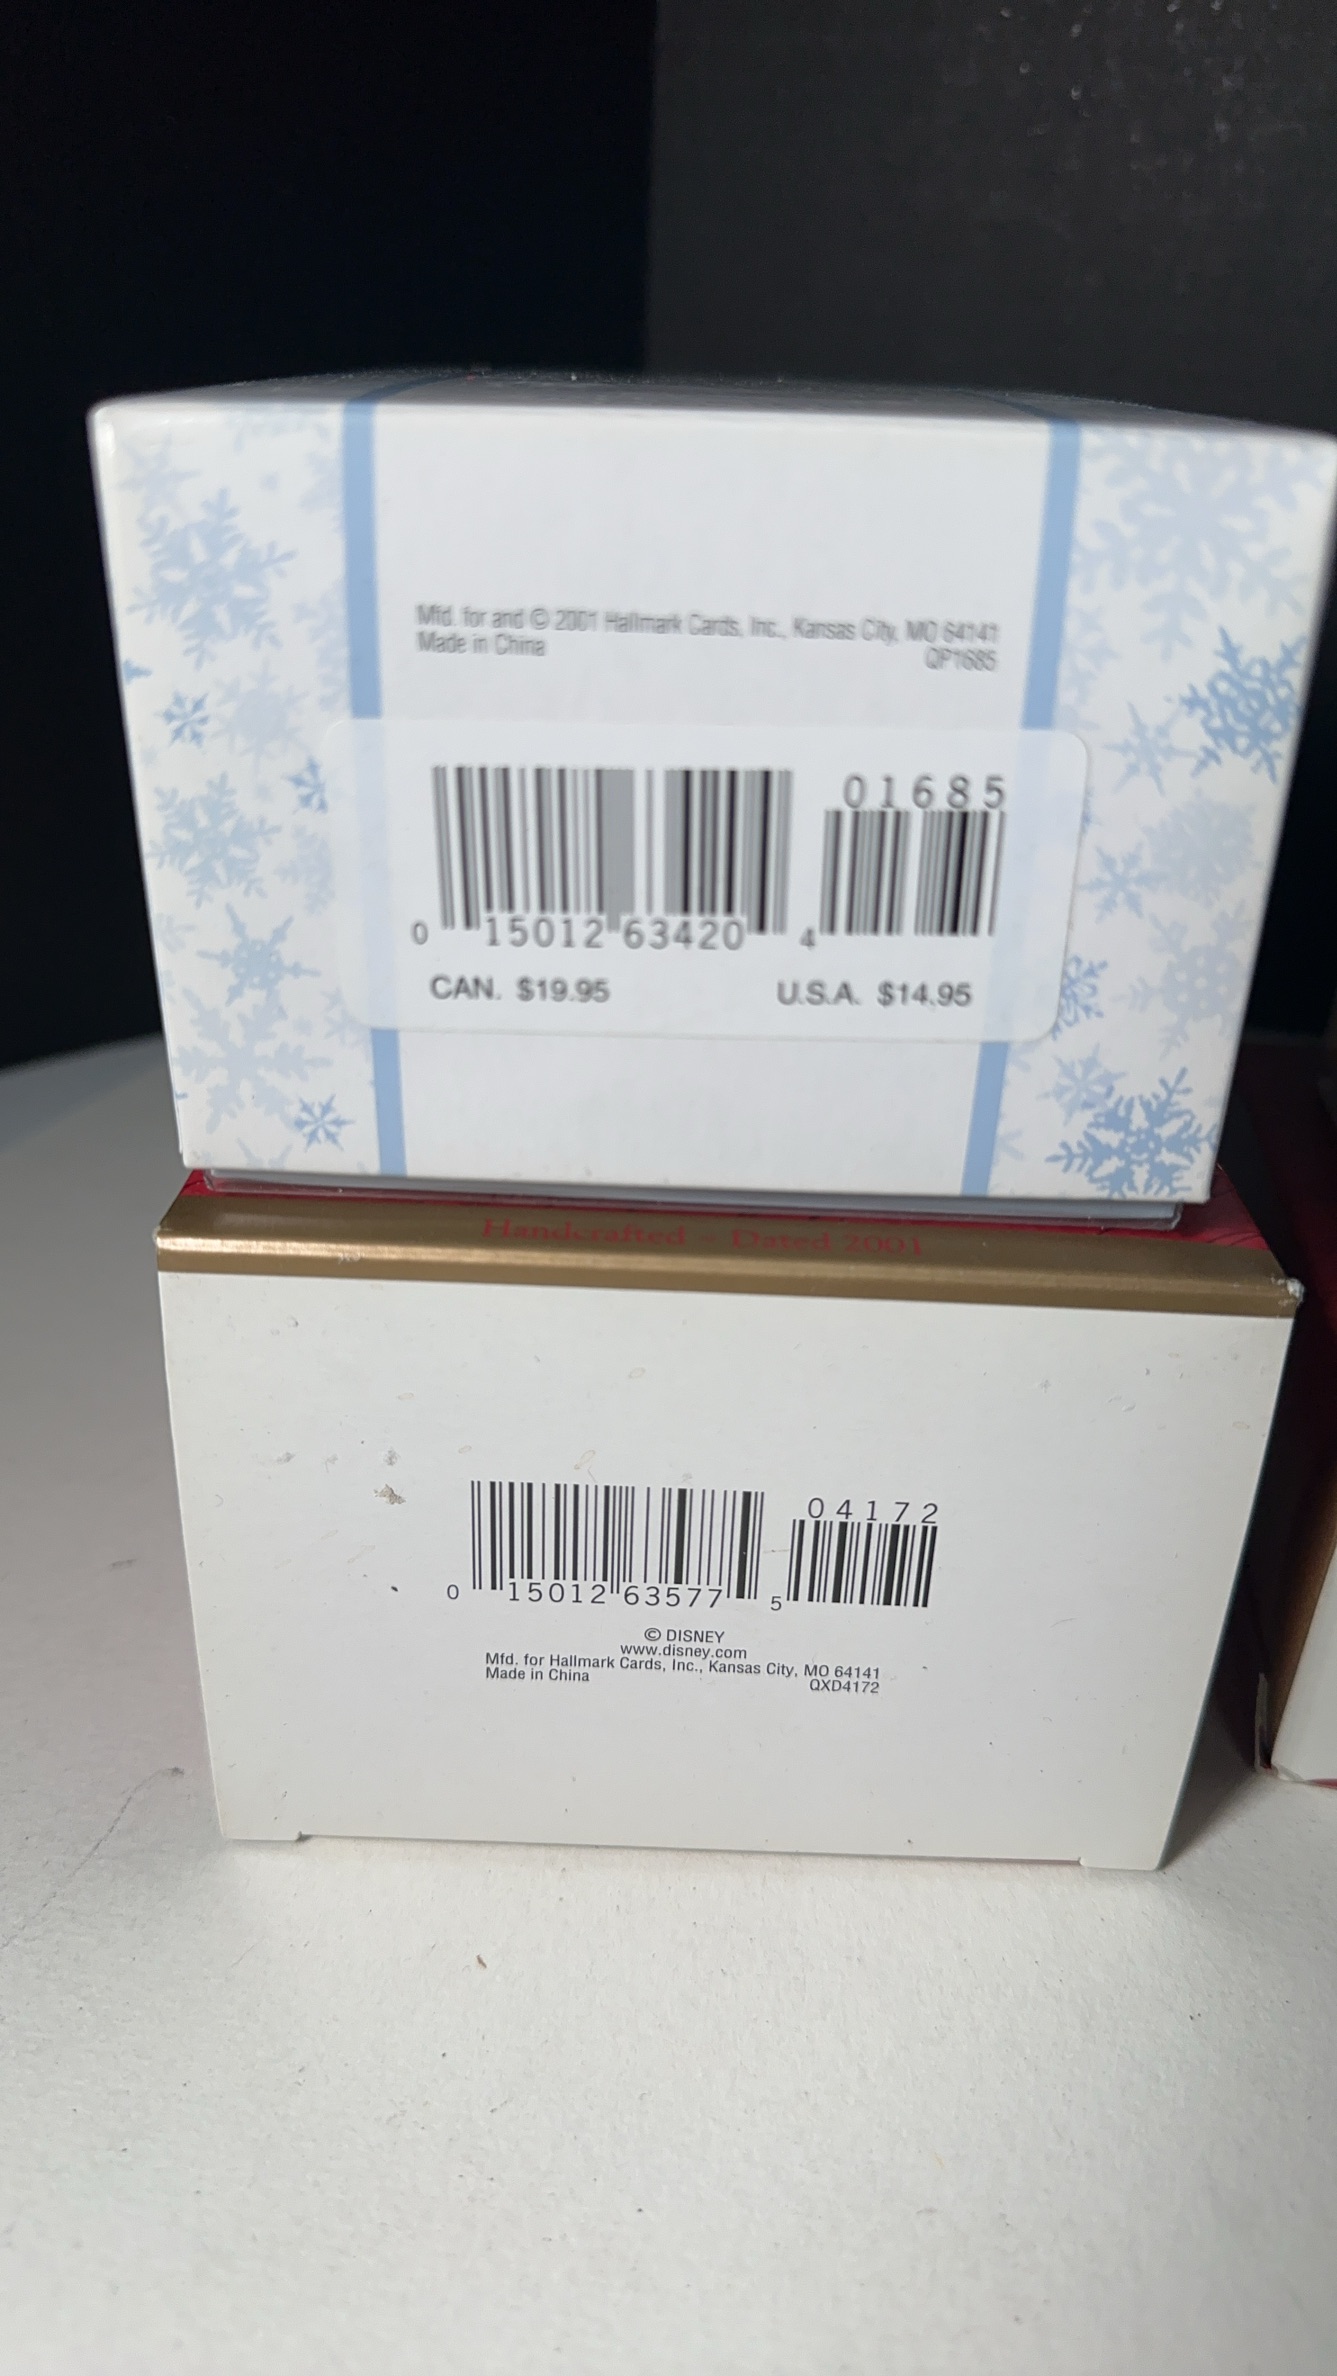 Mfd. for and © 2001 Hallmark Cards, Inc., Kansas City, MO 64141
Made in China
QP1685
01685
0 15012 63420 4
CAN. $19.95 U.S.A. $14.95
Handcrafted - Dated 2001
04172
0 15012 63577 5
© DISNEY
www.disney.com
Mfd. for Hallmark Cards, Inc., Kansas City, MO 64141
Made in China
QXD4172